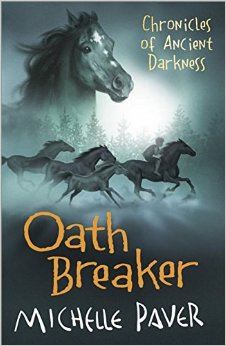 Chronicles
of Ancient
Darkness
Oath
Breaker
MICHELLE PAVER